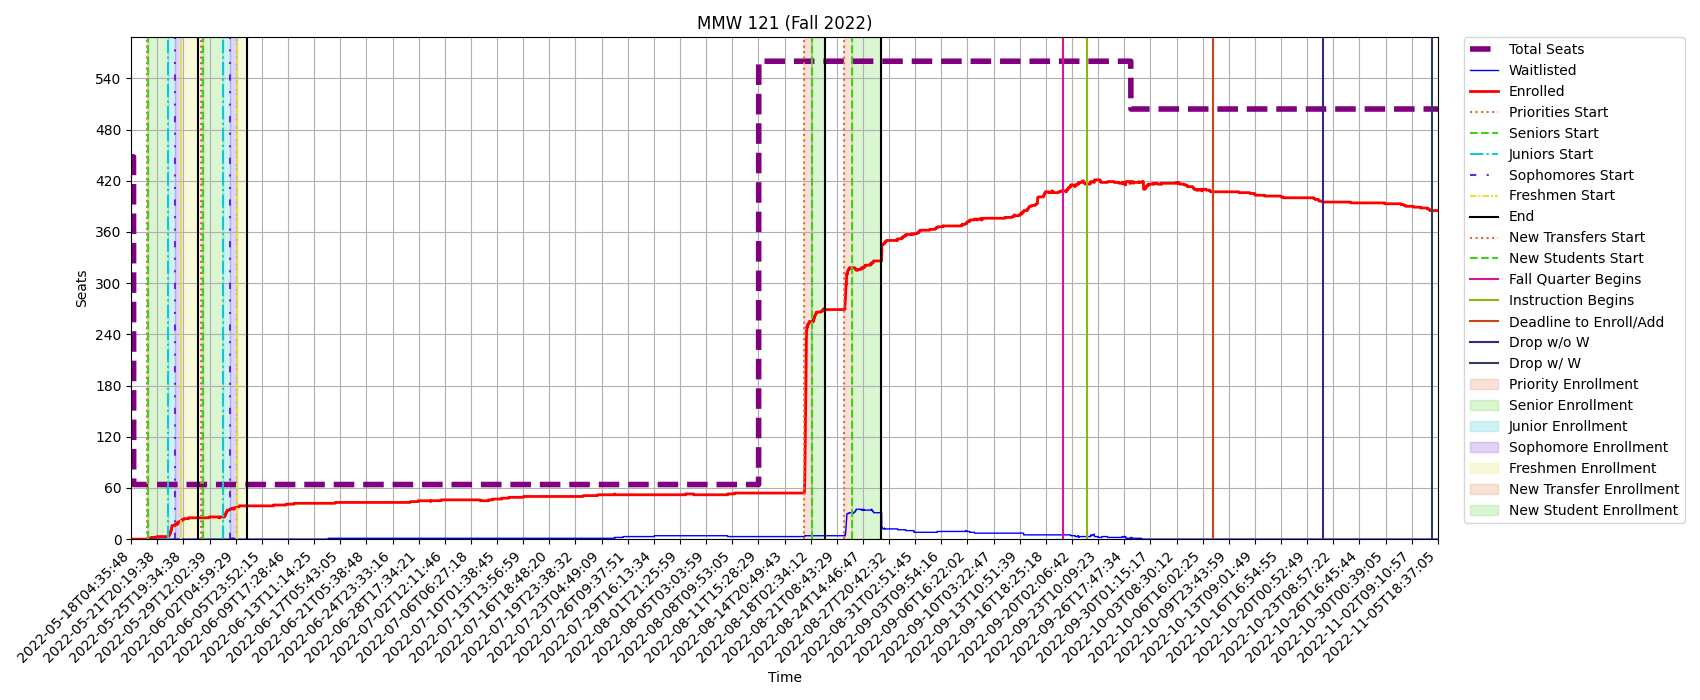 MMW 121 (Fall 2022)
Seats
540
480
420
360
300
240
180
120
60
0
2022-05-18T04:35:48
2022-05-21T20:19:38
2022-05-25T19:34:38
2022-05-29T12:02:39
2022-06-02T04:59:29
2022-06-05T23:52:15
2022-06-09T17:28:46
2022-06-13T11:14:25
2022-06-17T05:43:05
2022-06-21T05:38:48
2022-06-24T23:33:16
2022-06-28T17:34:21
2022-07-02T12:11:46
2022-07-06T06:27:18
2022-07-10T01:38:45
2022-07-13T13:56:59
2022-07-16T18:48:20
2022-07-19T23:38:32
2022-07-23T04:49:09
2022-07-26T09:37:51
2022-07-29T16:13:34
2022-08-01T21:25:59
2022-08-05T03:03:59
2022-08-08T09:53:05
2022-08-11T15:28:29
2022-08-14T20:49:43
2022-08-18T02:34:12
2022-08-21T08:43:29
2022-08-24T14:46:47
2022-08-27T20:42:32
2022-08-31T02:51:45
2022-09-03T09:54:16
2022-09-06T16:22:02
2022-09-10T03:22:47
2022-09-13T10:51:39
2022-09-16T18:25:18
2022-09-20T02:06:42
2022-09-23T10:09:23
2022-09-26T17:47:34
2022-09-30T01:15:17
2022-10-03T08:30:12
2022-10-06T16:02:25
2022-10-09T23:43:59
2022-10-13T09:01:49
2022-10-16T16:54:55
2022-10-20T00:52:49
2022-10-23T08:57:22
2022-10-26T16:45:44
2022-10-30T00:39:05
2022-11-02T09:10:57
2022-11-05T18:37:05
Time
Total Seats
Waitlisted
Enrolled
Priorities Start
Seniors Start
Juniors Start
Sophomores Start
Freshmen Start
End
New Transfers Start
New Students Start
Fall Quarter Begins
Instruction Begins
Deadline to Enroll/Add
Drop w/o W
Drop w/ W
Priority Enrollment
Senior Enrollment
Junior Enrollment
Sophomore Enrollment
Freshmen Enrollment
New Transfer Enrollment
New Student Enrollment